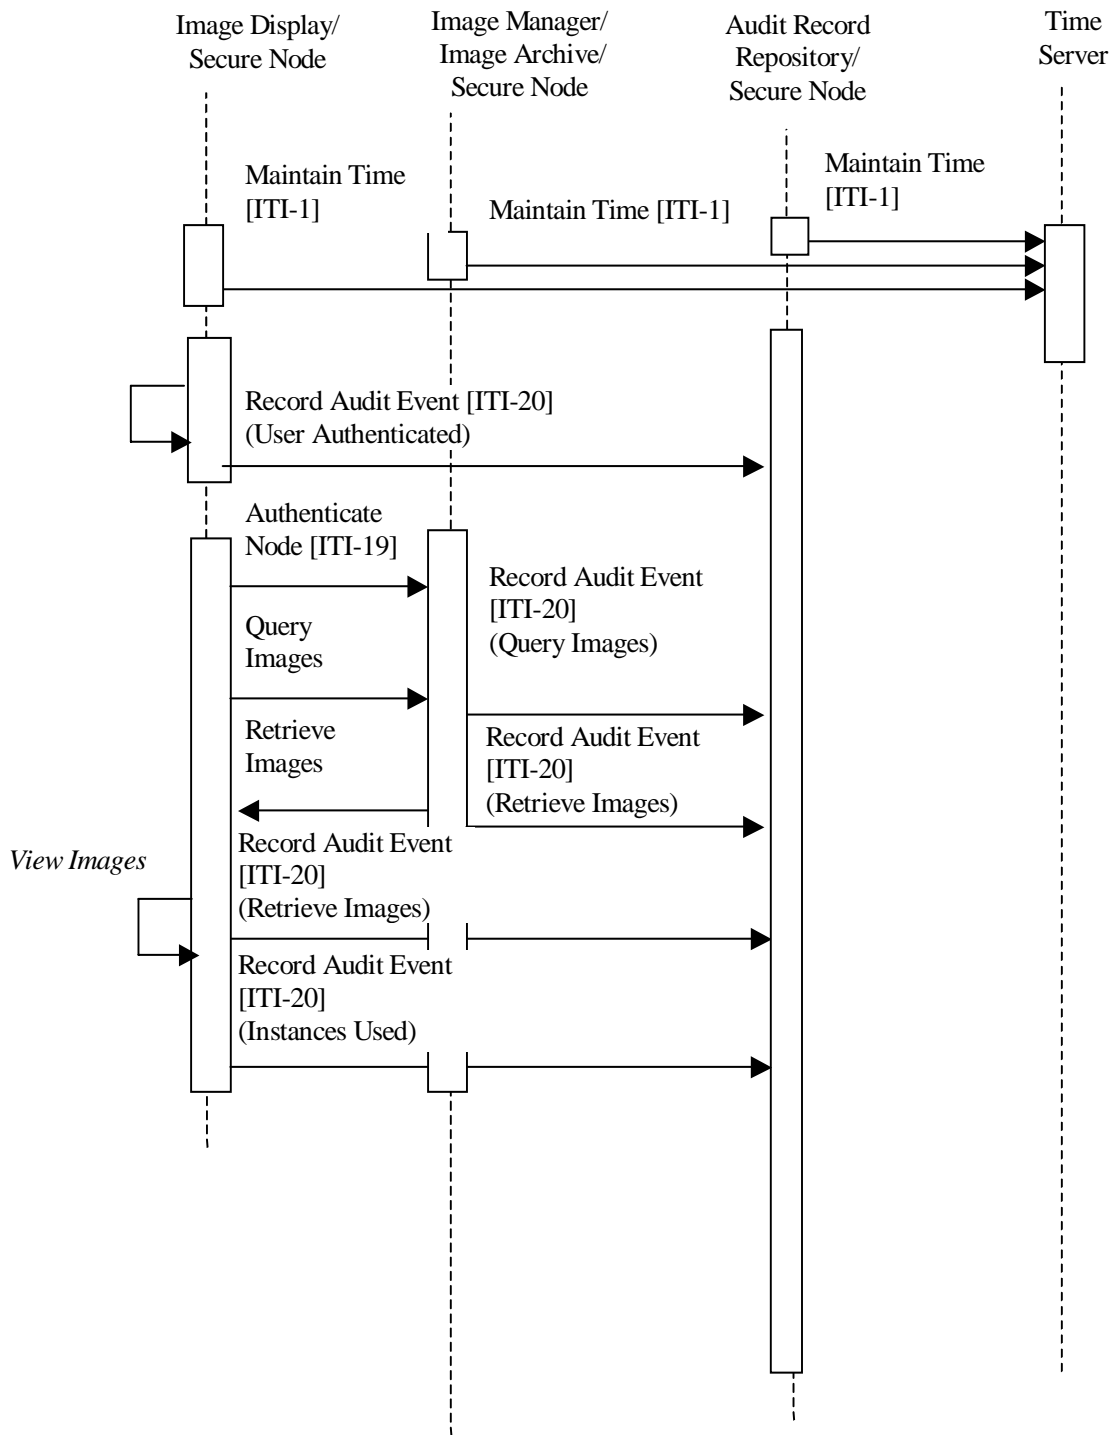 Image Display/
Secure Node
Image Manager/
Image Archive/
Secure Node
Audit Record
Repository/
Secure Node
Time
Server
Maintain Time
[ITI-1]
Maintain Time [ITI-1]
Maintain Time
[ITI-1]
Record Audit Event [ITI-20]
(User Authenticated)
Authenticate
Node [ITI-19]
Record Audit Event
[ITI-20]
(Query Images)
Query
Images
Retrieve
Images
Record Audit Event
[ITI-20]
(Retrieve Images)
View Images
Record Audit Event
[ITI-20]
(Retrieve Images)
Record Audit Event
[ITI-20]
(Instances Used)